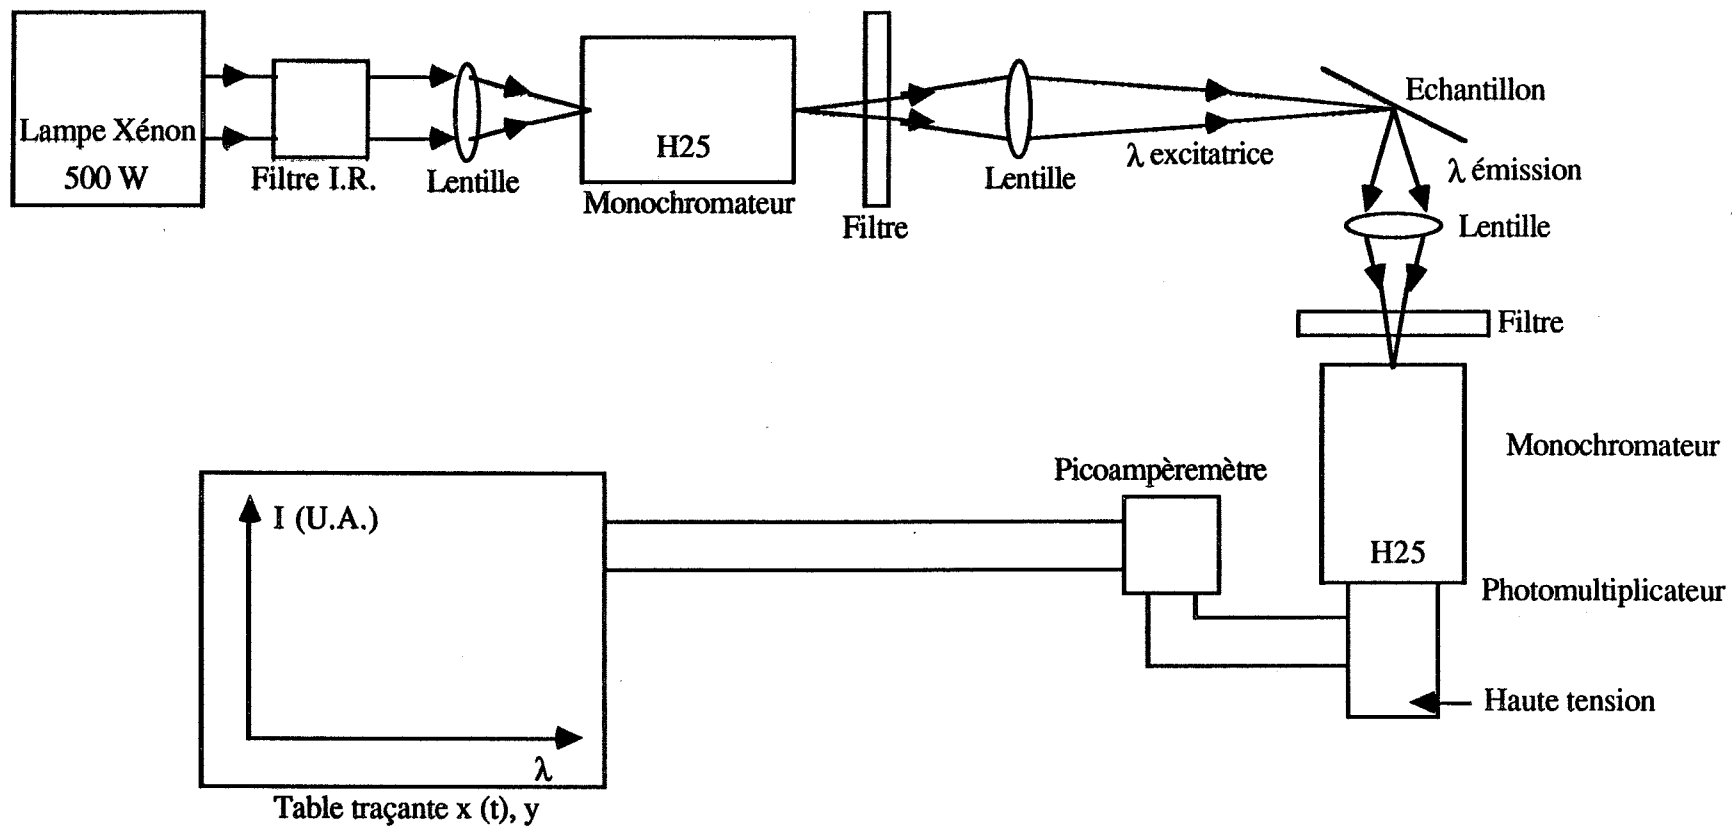 Lampe Xénon
500 W
Filtre I.R.
Lentille
H25
Monochromateur
Filtre
Lentille
λ excitatrice
Echantillon
λ émission
Lentille
Filtre
Monochromateur
H25
Photomultiplicateur
Haute tension
Picoampèremètre
I (U.A.)
λ
Table traçante x (t), y